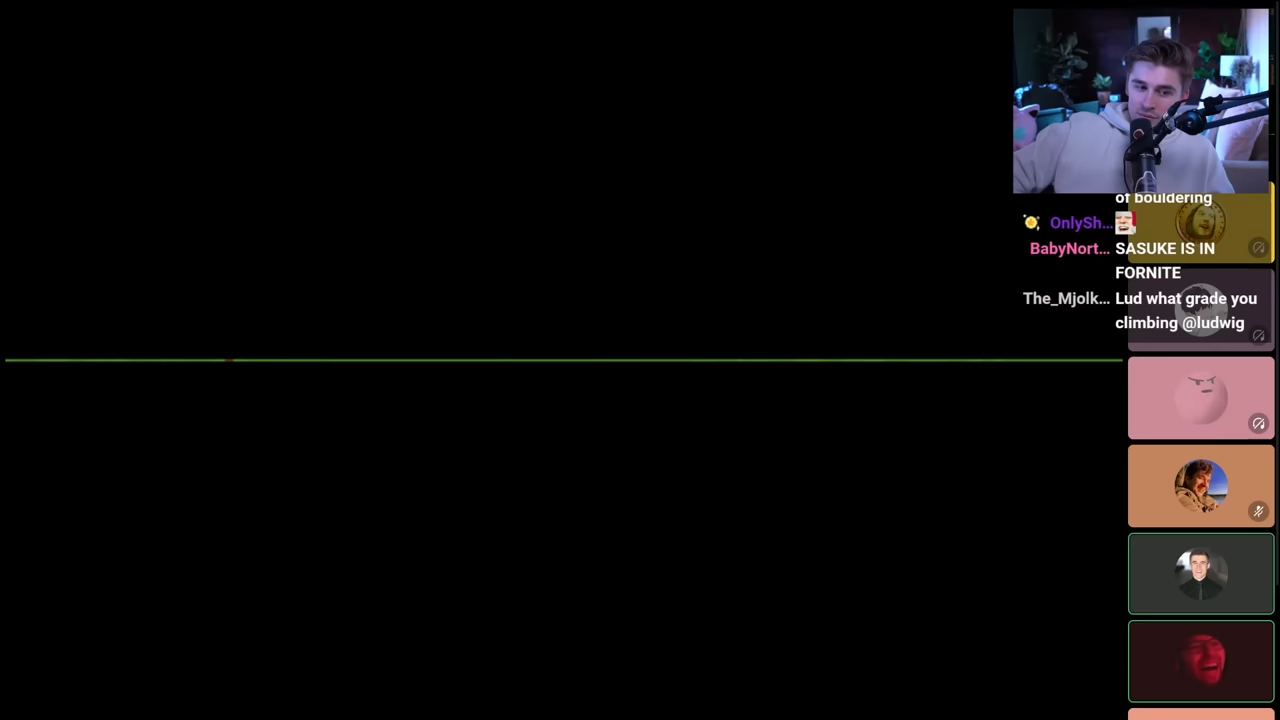 of bouldering
OnlySh...
BabyNort... SASUKE IS IN
FORNITE
The_Mjolk... Lud what grade you
climbing @ludwig